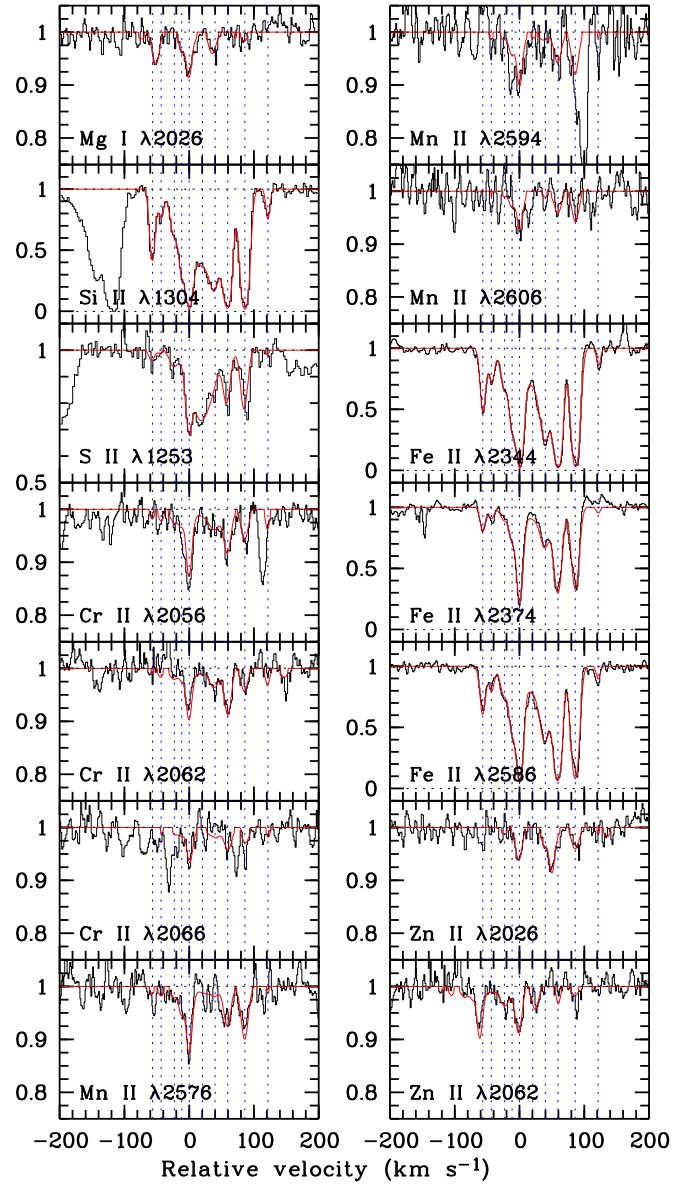 1
0.9
0.8
Mg I λ2026
1
0.5
0
Si II λ1304
1
0.5
S II λ1253
1
0.9
0.8
Cr II λ2056
1
0.9
0.8
Cr II λ2062
1
0.9
0.8
Cr II λ2066
1
0.9
0.8
Mn II λ2576
-200 -100 0 100 200
1
0.9
0.8
Mn II λ2594
1
0.9
0.8
Mn II λ2606
1
0.5
0
Fe II λ2344
1
0.5
0
Fe II λ2374
1
0.5
0
Fe II λ2586
1
0.9
0.8
Zn II λ2026
1
0.9
0.8
Zn II λ2062
-200 -100 0 100 200
Relative velocity (km s⁻¹)